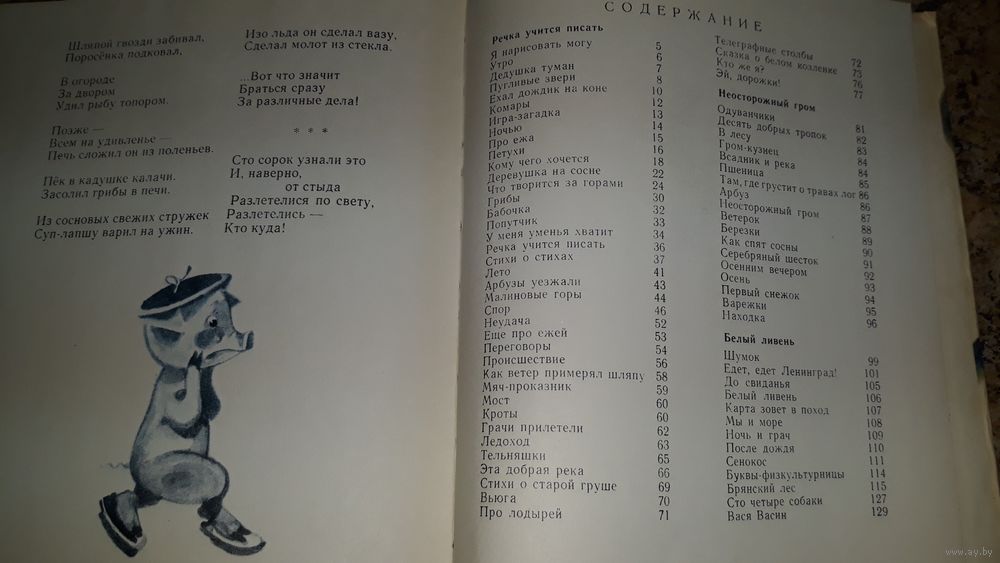 Шляпой гвозди забивал,
Поросёнка подковал,
В огороде
За двором
Удил рыбу топором.
Позже —
Всем на удивленье —
Печь сложил он из поленьев.
Пёк в кадушке калачи.
Засолил грибы в печи.
Из сосновых свежих стружек
Суп-лапшу варил на ужин.
Изо льда он сделал вазу,
Сделал молот из стекла.
...Вот что значит
Браться сразу
За различные дела!
* * *
Сто сорок узнали это
И, наверно,
от стыда
Разлетелися по свету,
Разлетелись —
Кто куда!
СОДЕРЖАНИЕ
Речка учится писать
Я нарисовать могу 5
Утро 6
Дедушка туман 7
Пугливые звери 8
Ехал дождик на коне 10
Комары 12
Игра-загадка 13
Ночью 14
Про ежа 15
Петухи 16
Кому чего хочется 18
Деревушка на сосне 22
Что творится за горами 24
Грибы 30
Бабочка 32
Попутчик 33
У меня уменья хватит 34
Речка учится писать 36
Стихи о стихах 37
Лето 41
Арбузы уезжали 43
Малиновые горы 44
Спор 46
Неудача 52
Еще про ежей 53
Переговоры 54
Происшествие 56
Как ветер примерял шляпу 58
Мяч-проказник 59
Мост 60
Кроты 60
Грачи прилетели 62
Ледоход 63
Тельняшки 65
Эта добрая река 66
Стихи о старой груше 69
Вьюга 70
Про лодырей 71
Телеграфные столбы 72
Сказка о белом козленке 73
Кто же я? 76
Эй, дорожки! 77
Неосторожный гром
Одуванчики 81
Десять добрых тропок 82
В лесу 83
Гром-кузнец 84
Всадник и река 84
Пшеница 85
Там, где грустит о травах лог 86
Арбуз 86
Неосторожный гром 87
Ветерок 88
Березки 89
Как спят сосны 90
Серебряный шесток 91
Осенним вечером 92
Осень 93
Первый снежок 94
Варежки 95
Находка 96
Белый ливень
Шумок 99
Едет, едет Ленинград! 101
До свиданья 105
Белый ливень 106
Карта зовет в поход 107
Мы и море 108
Ночь и грач 109
После дождя 110
Сенокос 111
Буквы-физкультурницы 114
Брянский лес 115
Сто четыре собаки 127
Вася Васин 129
www.ay.by